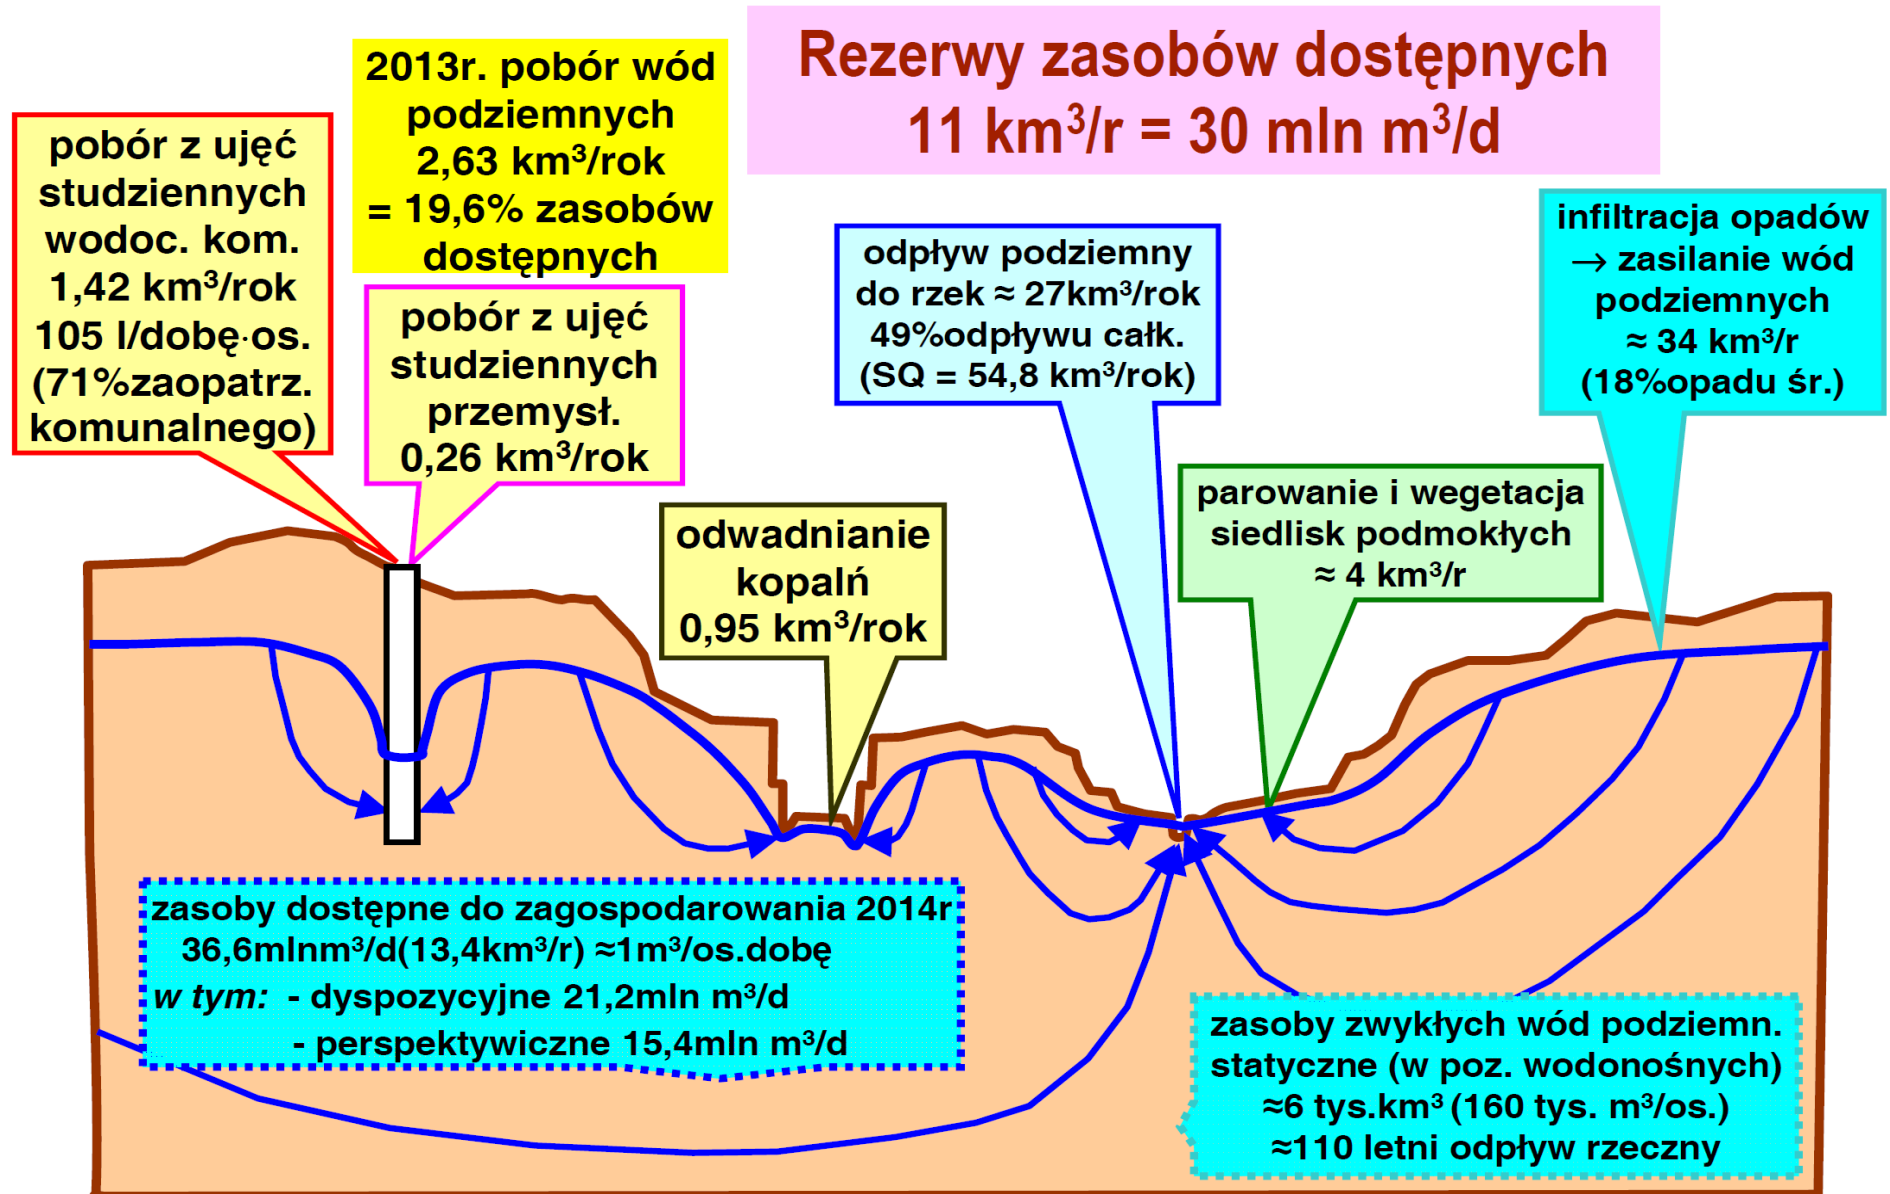 Rezerwy zasobów dostępnych
11 km³/r = 30 mln m³/d
2013r. pobór wód
podziemnych
2,63 km³/rok
= 19,6% zasobów
dostępnych
pobór z ujęć
studziennych
wodoc. kom.
1,42 km³/rok
105 l/dobę·os.
(71%zaopatrz.
komunalnego)
pobór z ujęć
studziennych
przemysł.
0,26 km³/rok
odwadnianie
kopalń
0,95 km³/rok
odpływ podziemny
do rzek ≈ 27km³/rok
49%odpływu całk.
(SQ = 54,8 km³/rok)
parowanie i wegetacja
siedlisk podmokłych
≈ 4 km³/r
infiltracja opadów
→ zasilanie wód
podziemnych
≈ 34 km³/r
(18%opadu śr.)
zasoby dostępne do zagospodarowania 2014r
36,6mlnm³/d(13,4km³/r) ≈1m³/os.dobę
w tym: - dyspozycyjne 21,2mln m³/d
- perspektywiczne 15,4mln m³/d
zasoby zwykłych wód podziemn.
statyczne (w poz. wodonośnych)
≈6 tys.km³ (160 tys. m³/os.)
≈110 letni odpływ rzeczny